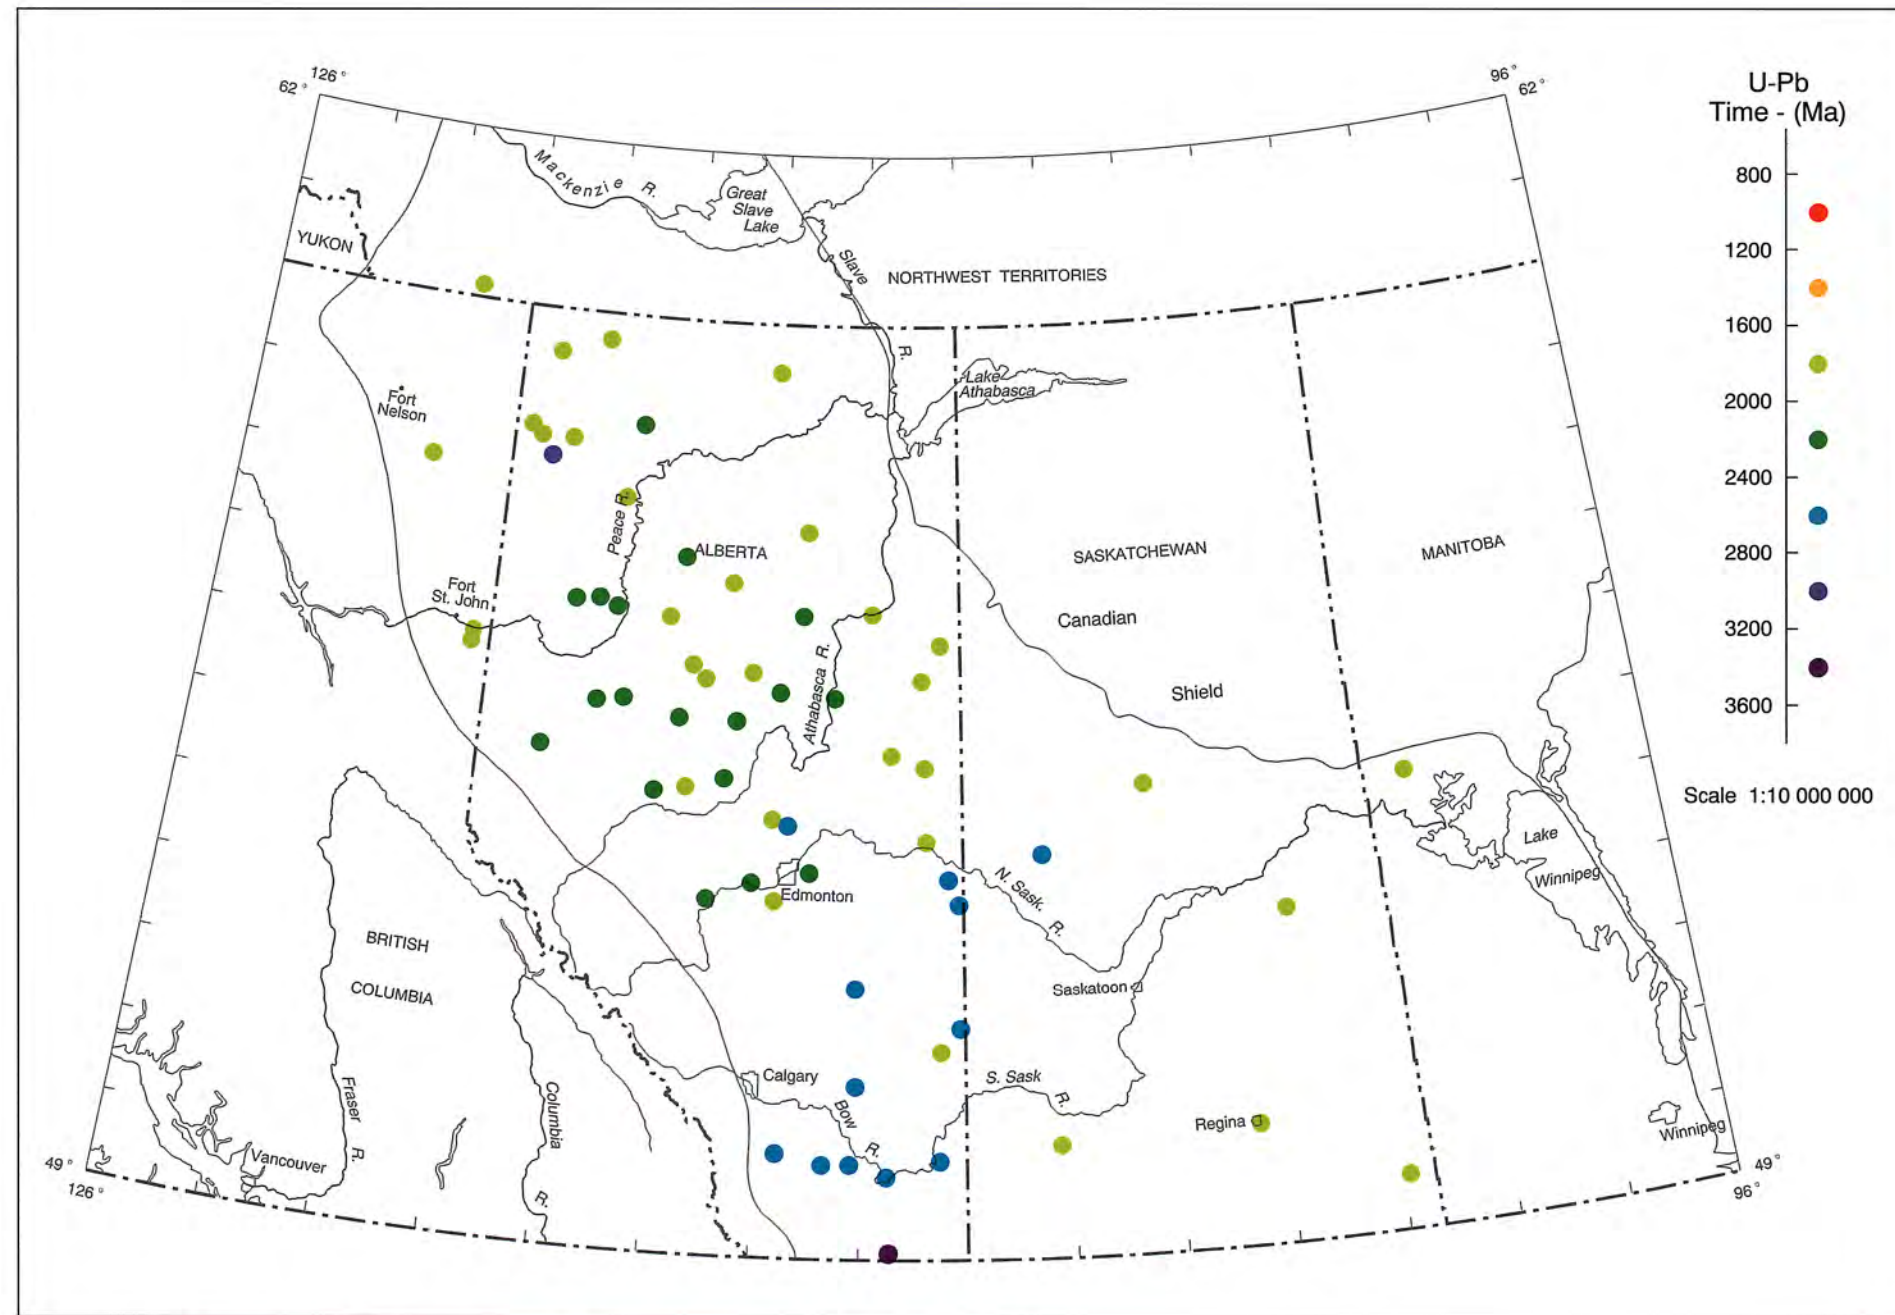 126°
62°
96°
62°
U-Pb
Time - (Ma)
800
1200
1600
2000
2400
2800
3200
3600
Scale 1:10 000 000
YUKON
Mackenzie R.
Great
Slave
Lake
Slave
R.
NORTHWEST TERRITORIES
Lake
Athabasca
Fort
Nelson
Peace R.
ALBERTA
SASKATCHEWAN
MANITOBA
Fort
St. John
Canadian
Shield
Athabasca R.
Lake
Winnipeg
Edmonton
N. Sask. R.
BRITISH
COLUMBIA
Saskatoon
Calgary
S. Sask
R.
Bow
R.
Fraser
R.
Columbia
R.
Regina
Winnipeg
Vancouver
49°
126°
49°
96°